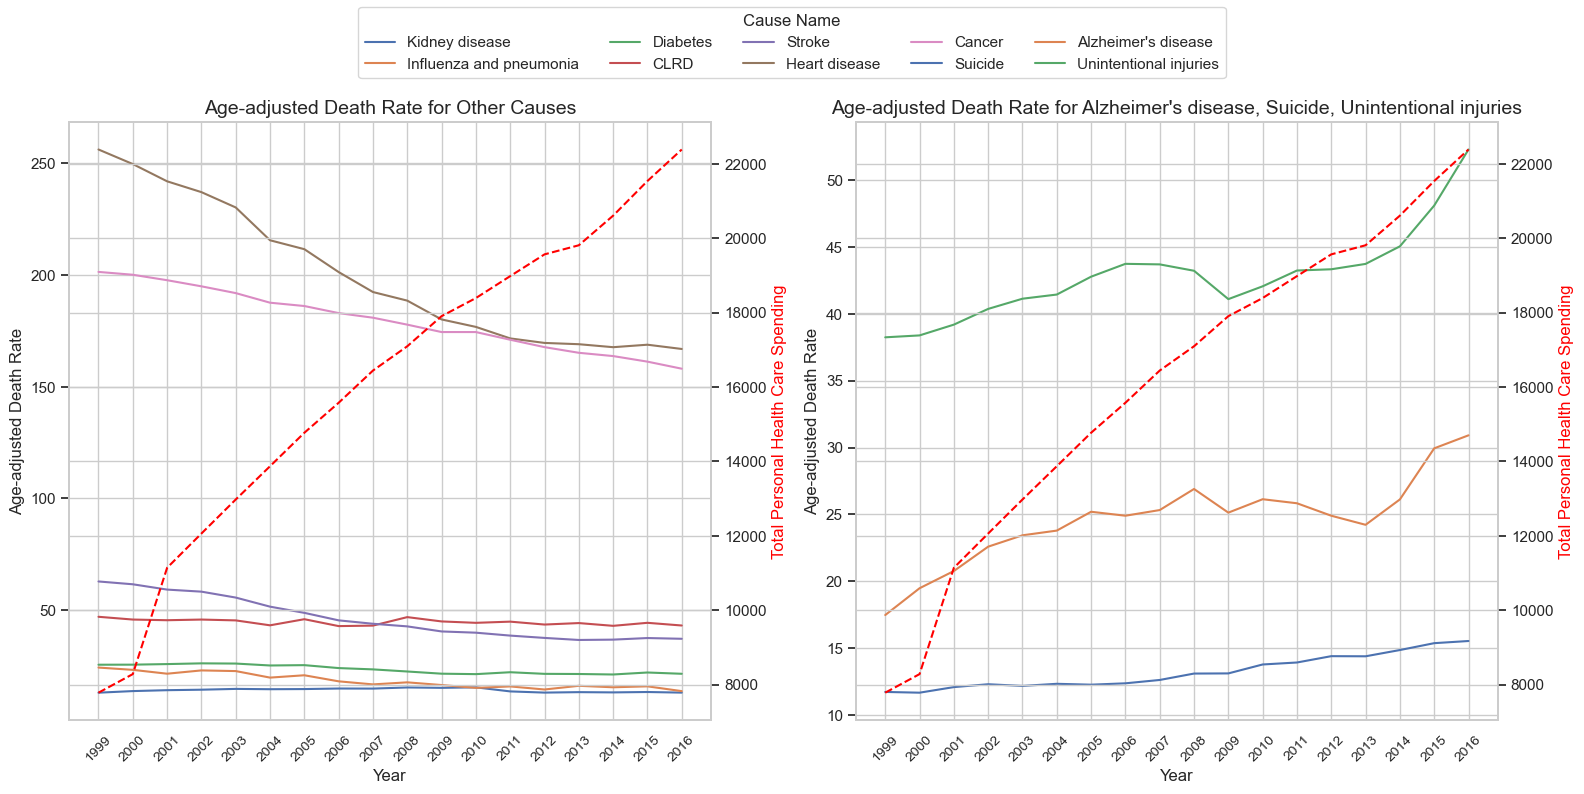 Cause Name
Kidney disease Diabetes Stroke Cancer Alzheimer's disease
Influenza and pneumonia CLRD Heart disease Suicide Unintentional injuries
Age-adjusted Death Rate for Other Causes
250
200
150
100
50
Age-adjusted Death Rate
22000
20000
18000
16000
14000
12000
10000
8000
Total Personal Health Care Spending
1999 2000 2001 2002 2003 2004 2005 2006 2007 2008 2009 2010 2011 2012 2013 2014 2015 2016
Year
Age-adjusted Death Rate for Alzheimer's disease, Suicide, Unintentional injuries
50
45
40
35
30
25
20
15
10
Age-adjusted Death Rate
22000
20000
18000
16000
14000
12000
10000
8000
Total Personal Health Care Spending
1999 2000 2001 2002 2003 2004 2005 2006 2007 2008 2009 2010 2011 2012 2013 2014 2015 2016
Year